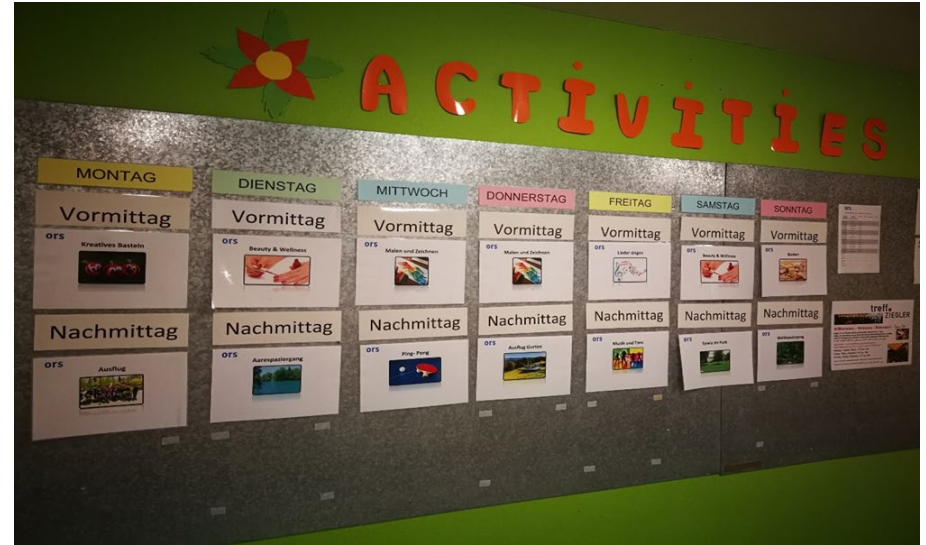 ACTIVITIES
MONTAG
Vormittag
ors
Kreatives Basteln
Nachmittag
ors
Ausflug
DIENSTAG
Vormittag
ors
Beauty & Wellness
Nachmittag
ors
Aarespaziergang
MITTWOCH
Vormittag
ors
Malen und Zeichnen
Nachmittag
ors
Ping-Pong
DONNERSTAG
Vormittag
ors
Malen und Zeichnen
Nachmittag
ors
Ausflug Gurten
FREITAG
Vormittag
ors
Lieder singen
Nachmittag
ors
Musik und Tanz
SAMSTAG
Vormittag
ors
Beauty & Wellness
Nachmittag
ors
SONNTAG
Vormittag
ors
Nachmittag
ors
ors
treff.
ZIEGLER